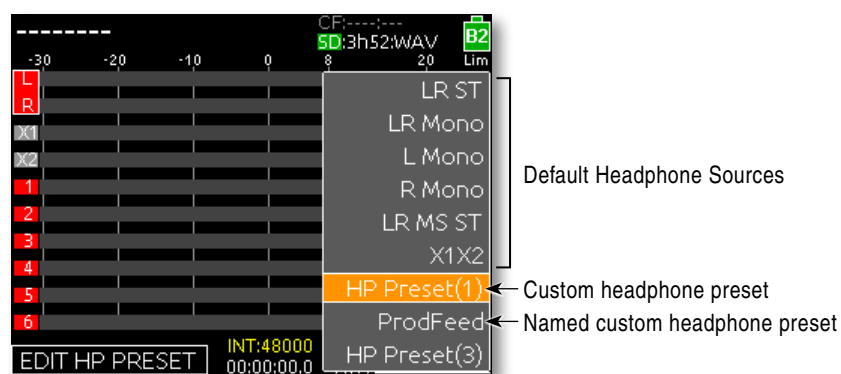 CF:----:---
--------
SD:3h52:WAV B2
-30 -20 -10 0 8 20 Lim
L
R
X1
X2
1
2
3
4
5
6
LR ST
LR Mono
L Mono
R Mono
LR MS ST
X1X2
HP Preset(1)
ProdFeed
HP Preset(3)
Default Headphone Sources
Custom headphone preset
Named custom headphone preset
EDIT HP PRESET
INT:48000
00:00:00.0